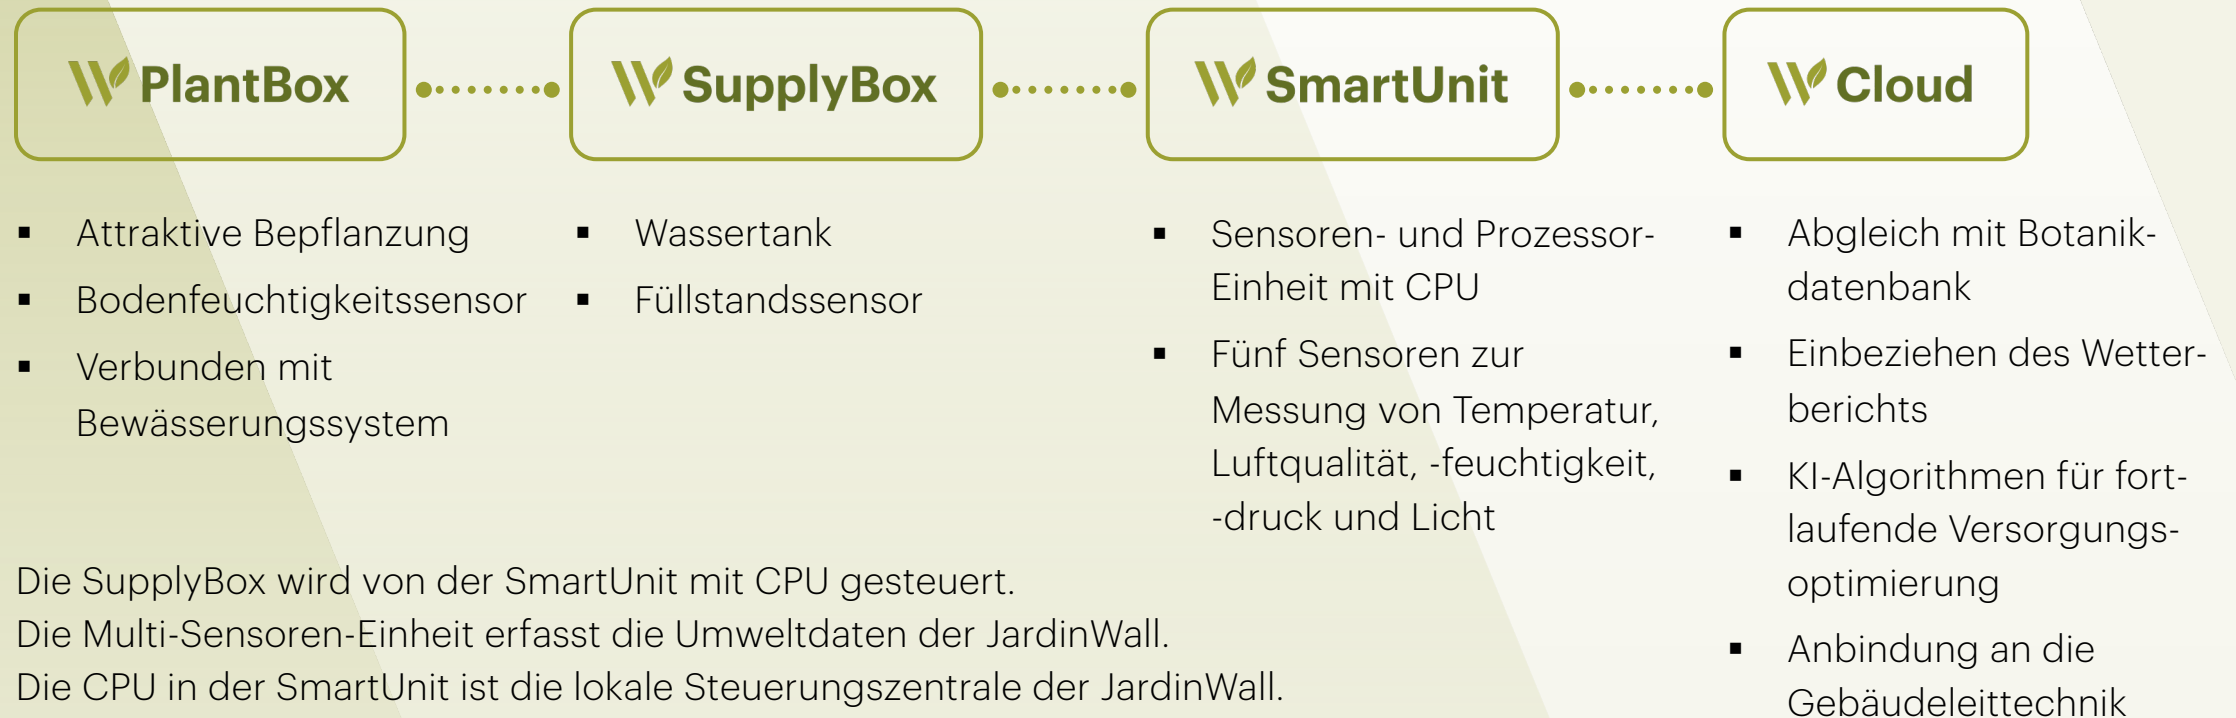 PlantBox
SupplyBox
SmartUnit
Cloud
▪ Attraktive Bepflanzung
▪ Bodenfeuchtigkeitssensor
▪ Verbunden mit
Bewässerungssystem
▪ Wassertank
▪ Füllstandssensor
▪ Sensoren- und Prozessor-
Einheit mit CPU
▪ Fünf Sensoren zur
Messung von Temperatur,
Luftqualität, -feuchtigkeit,
-druck und Licht
▪ Abgleich mit Botanik-
datenbank
▪ Einbeziehen des Wetter-
berichts
▪ KI-Algorithmen für fort-
laufende Versorgungs-
optimierung
▪ Anbindung an die
Gebäudeleittechnik
Die SupplyBox wird von der SmartUnit mit CPU gesteuert.
Die Multi-Sensoren-Einheit erfasst die Umweltdaten der JardinWall.
Die CPU in der SmartUnit ist die lokale Steuerungszentrale der JardinWall.